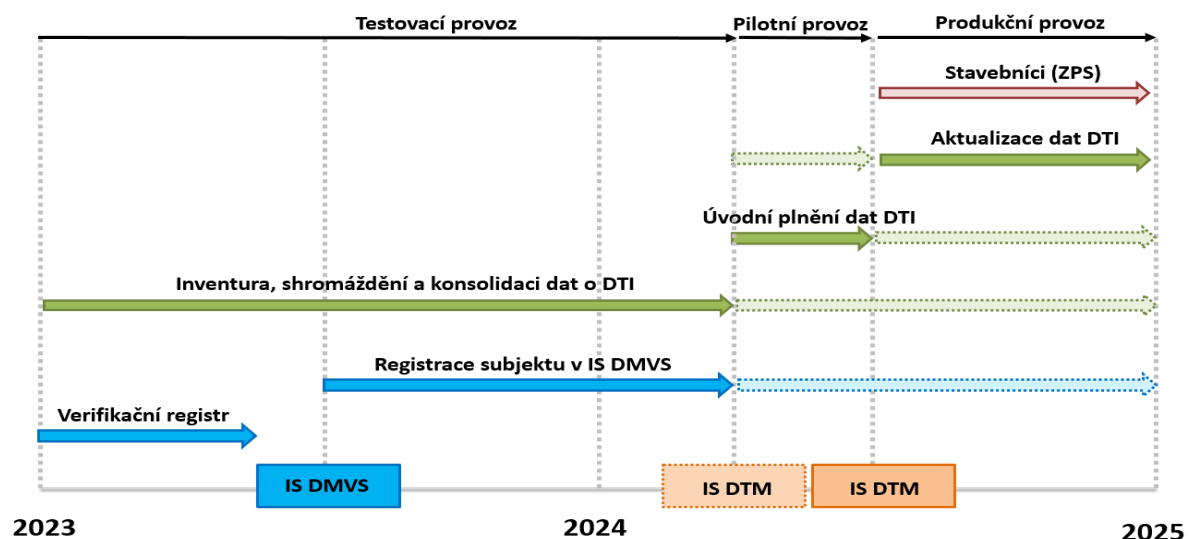 Testovací provoz
Pilotní provoz
Produkční provoz
Stavebníci (ZPS)
Aktualizace dat DTI
Úvodní plnění dat DTI
Inventura, shromáždění a konsolidaci dat o DTI
Registrace subjektu v IS DMVS
Verifikační registr
IS DMVS
IS DTM
IS DTM
2023
2024
2025